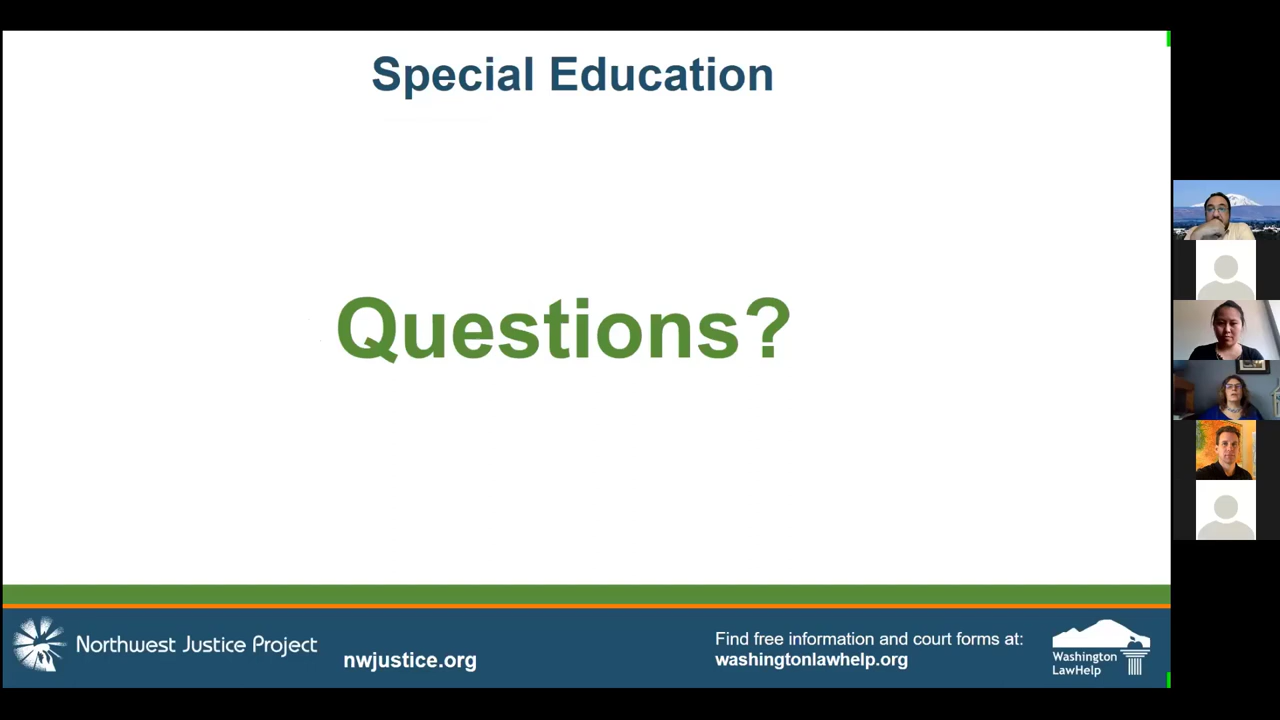 Special Education
Questions?
Northwest Justice Project
nwjustice.org
Find free information and court forms at:
washingtonlawhelp.org
Washington
LawHelp